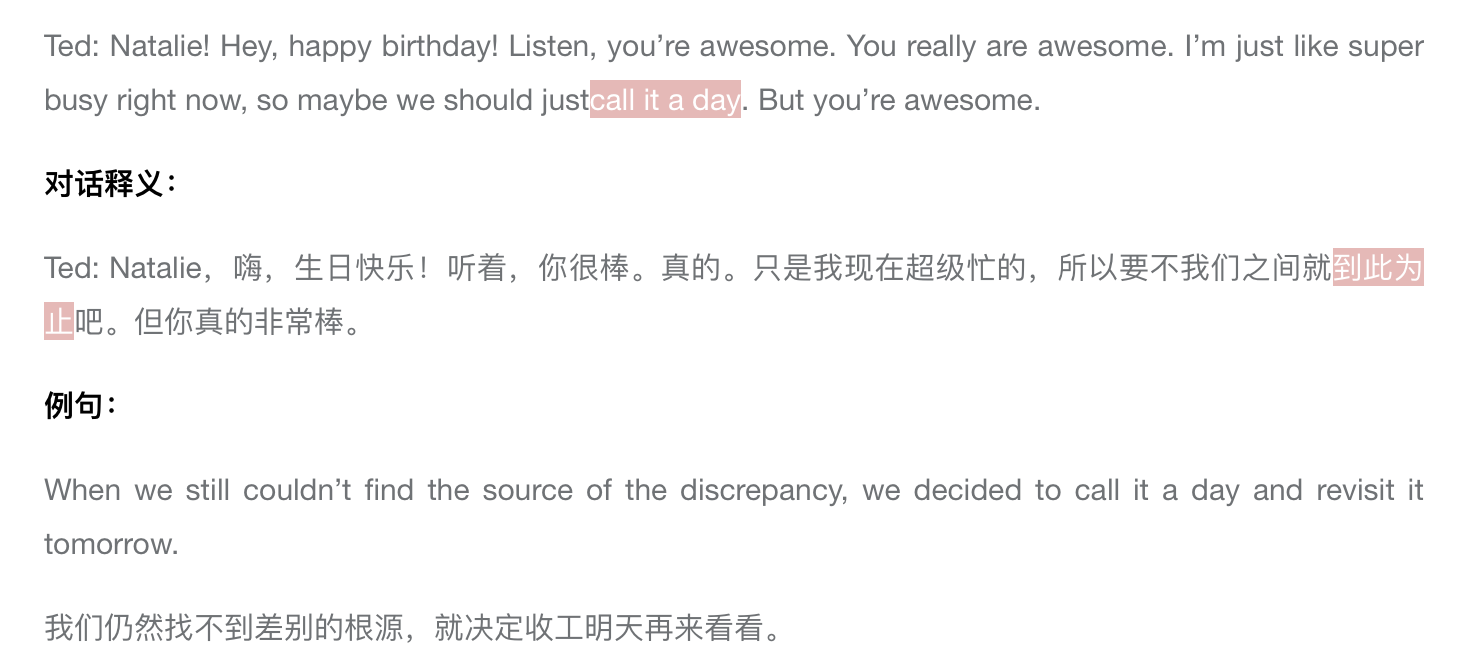 Ted: Natalie! Hey, happy birthday! Listen, you’re awesome. You really are awesome. I’m just like super
busy right now, so maybe we should justcall it a day. But you’re awesome.
对话释义：
Ted: Natalie，嗨，生日快乐！听着，你很棒。真的。只是我现在超级忙的，所以要不我们之间就到此为
止吧。但你真的非常棒。
例句：
When we still couldn’t find the source of the discrepancy, we decided to call it a day and revisit it
tomorrow.
我们仍然找不到差别的根源，就决定收工明天再来看看。